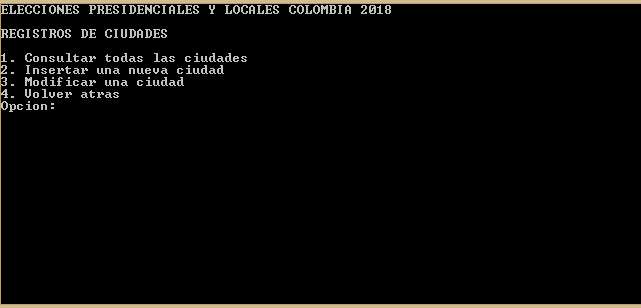 ELECCIONES PRESIDENCIALES Y LOCALES COLOMBIA 2018
REGISTROS DE CIUDADES
1. Consultar todas las ciudades
2. Insertar una nueva ciudad
3. Modificar una ciudad
4. Volver atras
Opcion: